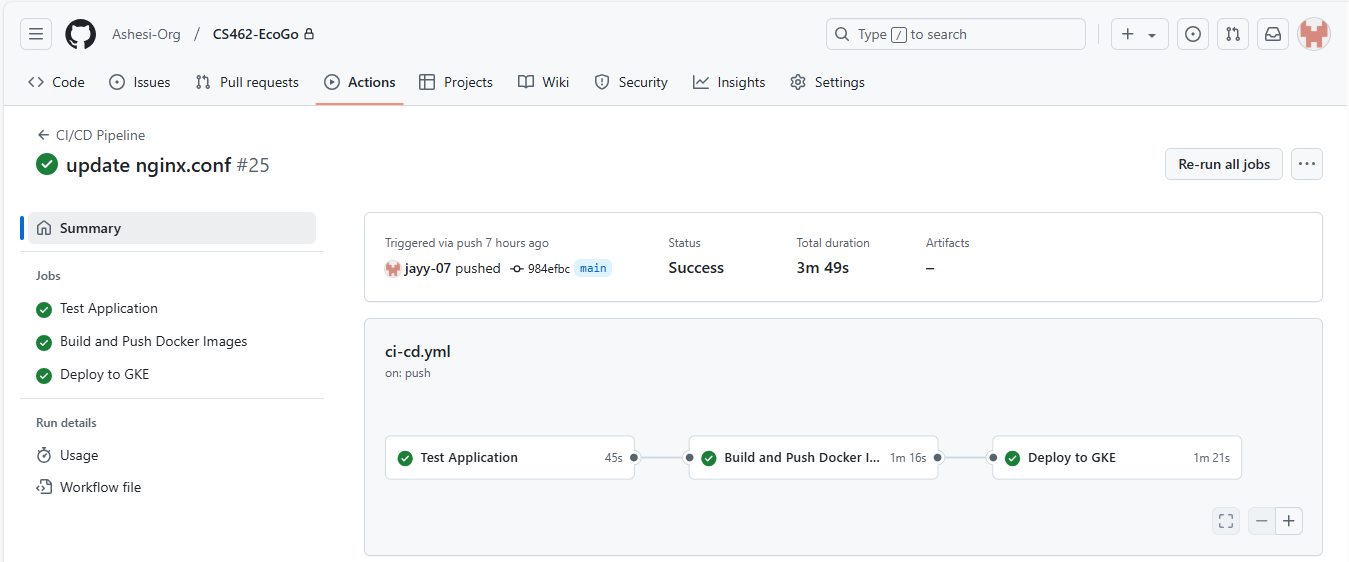 Ashesi-Org / CS462-EcoGo
Type / to search
Code Issues Pull requests Actions Projects Wiki Security Insights Settings
CI/CD Pipeline
update nginx.conf #25
Re-run all jobs
Summary
Jobs
Test Application
Build and Push Docker Images
Deploy to GKE
Run details
Usage
Workflow file
Triggered via push 7 hours ago
jayy-07 pushed 984efbc main
Status
Success
Total duration
3m 49s
Artifacts
–
ci-cd.yml
on: push
Test Application 45s
Build and Push Docker I... 1m 16s
Deploy to GKE 1m 21s